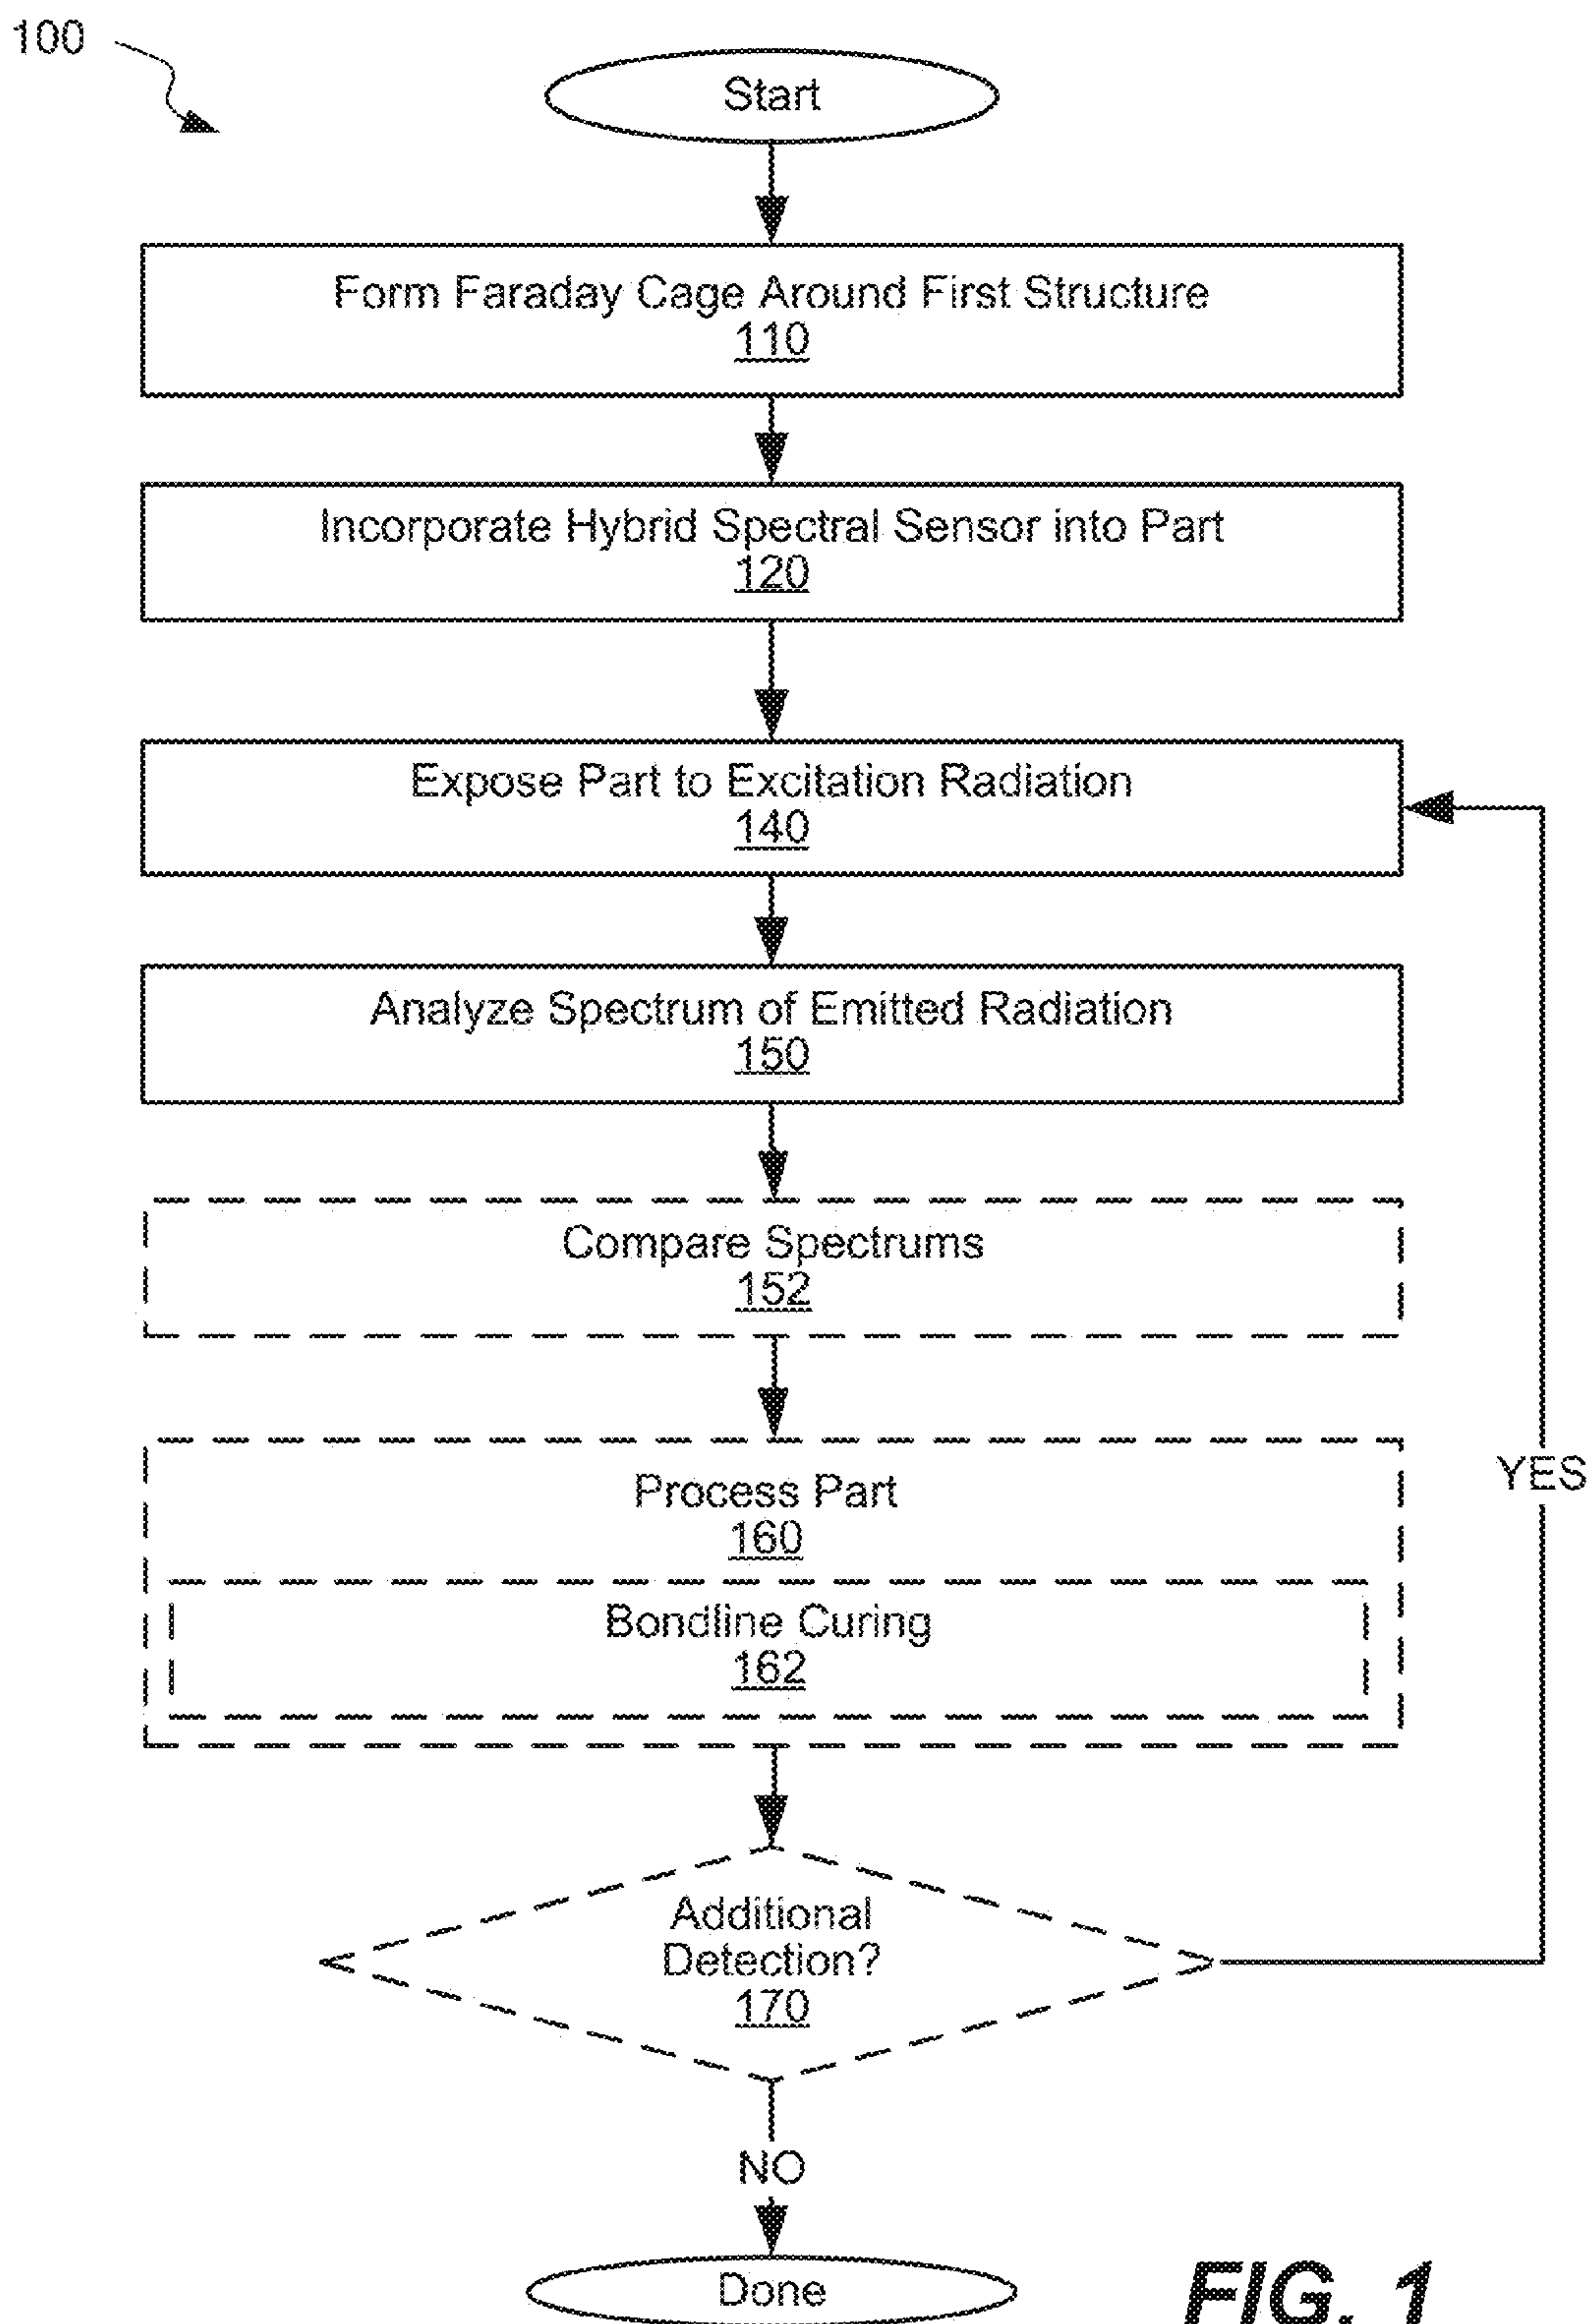 100
Start
Form Faraday Cage Around First Structure
110
Incorporate Hybrid Spectral Sensor into Part
120
Expose Part to Excitation Radiation
140
Analyze Spectrum of Emitted Radiation
150
Compare Spectrums
152
Process Part
160
YES
Bondline Curing
162
Additional
Detection?
170
NO
Done
FIG. 1